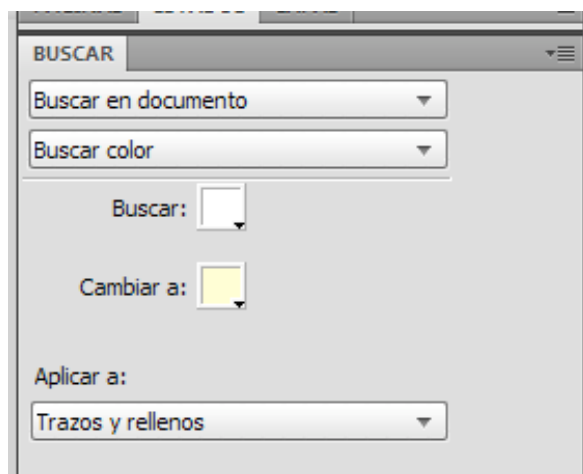 BUSCAR
Buscar en documento
Buscar color
Buscar:
Cambiar a:
Aplicar a:
Trazos y rellenos